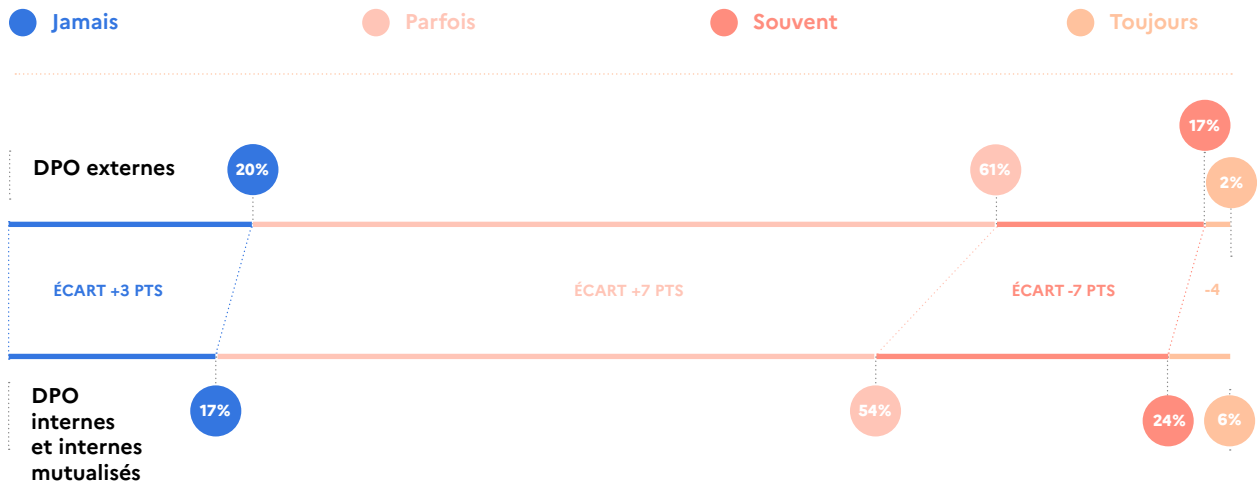 Jamais
Parfois
Souvent
Toujours
17%
DPO externes
20%
61%
2%
ÉCART +3 PTS
ÉCART +7 PTS
ÉCART -7 PTS
-4
DPO
internes
et internes
mutualisés
17%
54%
24%
6%